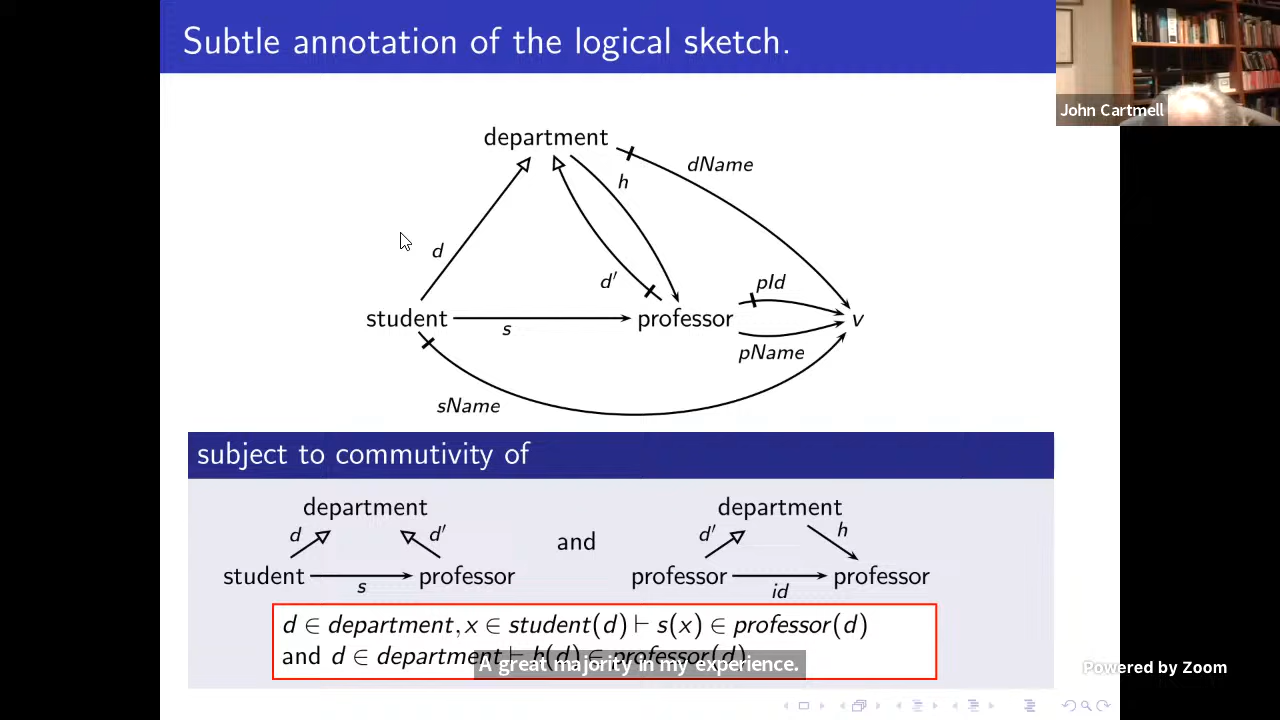 Subtle annotation of the logical sketch.
John Cartmell
department
dName
h
d
d′
pId
student
s
professor
v
pName
sName
subject to commutivity of
department
d
d′
student
s
professor
and
department
d′
h
professor
id
professor
d ∈ department, x ∈ student(d) ⊢ s(x) ∈ professor(d)
and d ∈ department ⊢ h(d) ∈ professor(d)
A great majority in my experience.
Powered by Zoom